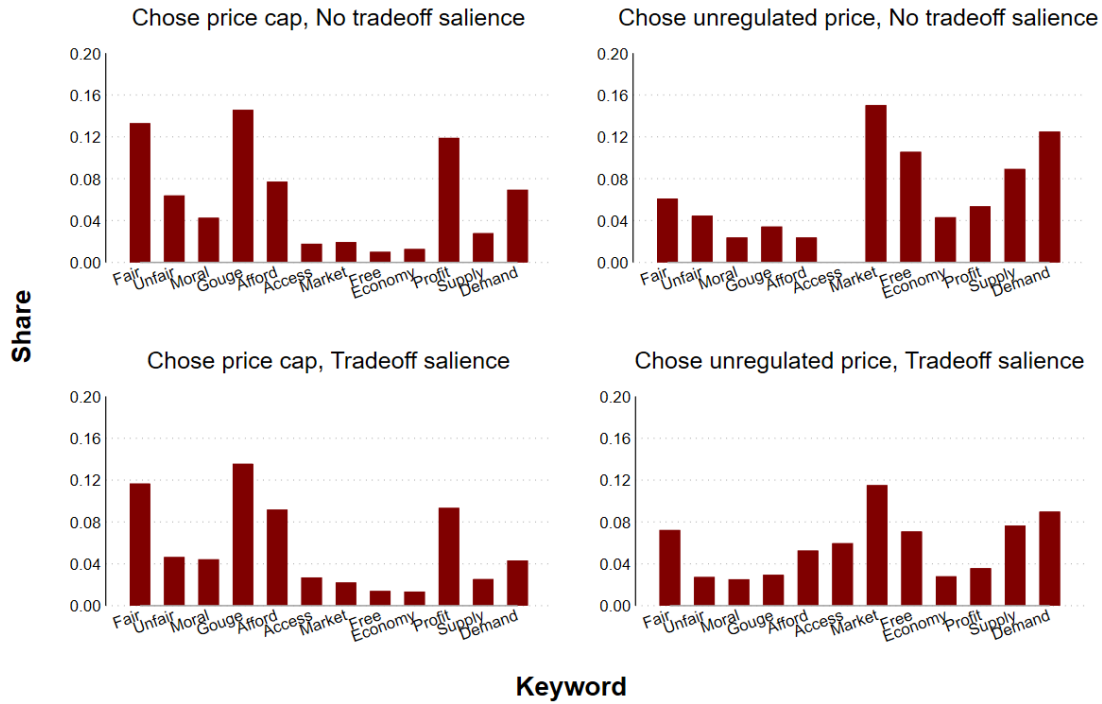 Chose price cap, No tradeoff salience
0.20
0.16
0.12
0.08
0.04
0.00
Fair Unfair Moral Gouge Afford Access Market Free Economy Profit Supply Demand
Chose unregulated price, No tradeoff salience
0.20
0.16
0.12
0.08
0.04
0.00
Fair Unfair Moral Gouge Afford Access Market Free Economy Profit Supply Demand
Share
Chose price cap, Tradeoff salience
0.20
0.16
0.12
0.08
0.04
0.00
Fair Unfair Moral Gouge Afford Access Market Free Economy Profit Supply Demand
Chose unregulated price, Tradeoff salience
0.20
0.16
0.12
0.08
0.04
0.00
Fair Unfair Moral Gouge Afford Access Market Free Economy Profit Supply Demand
Keyword